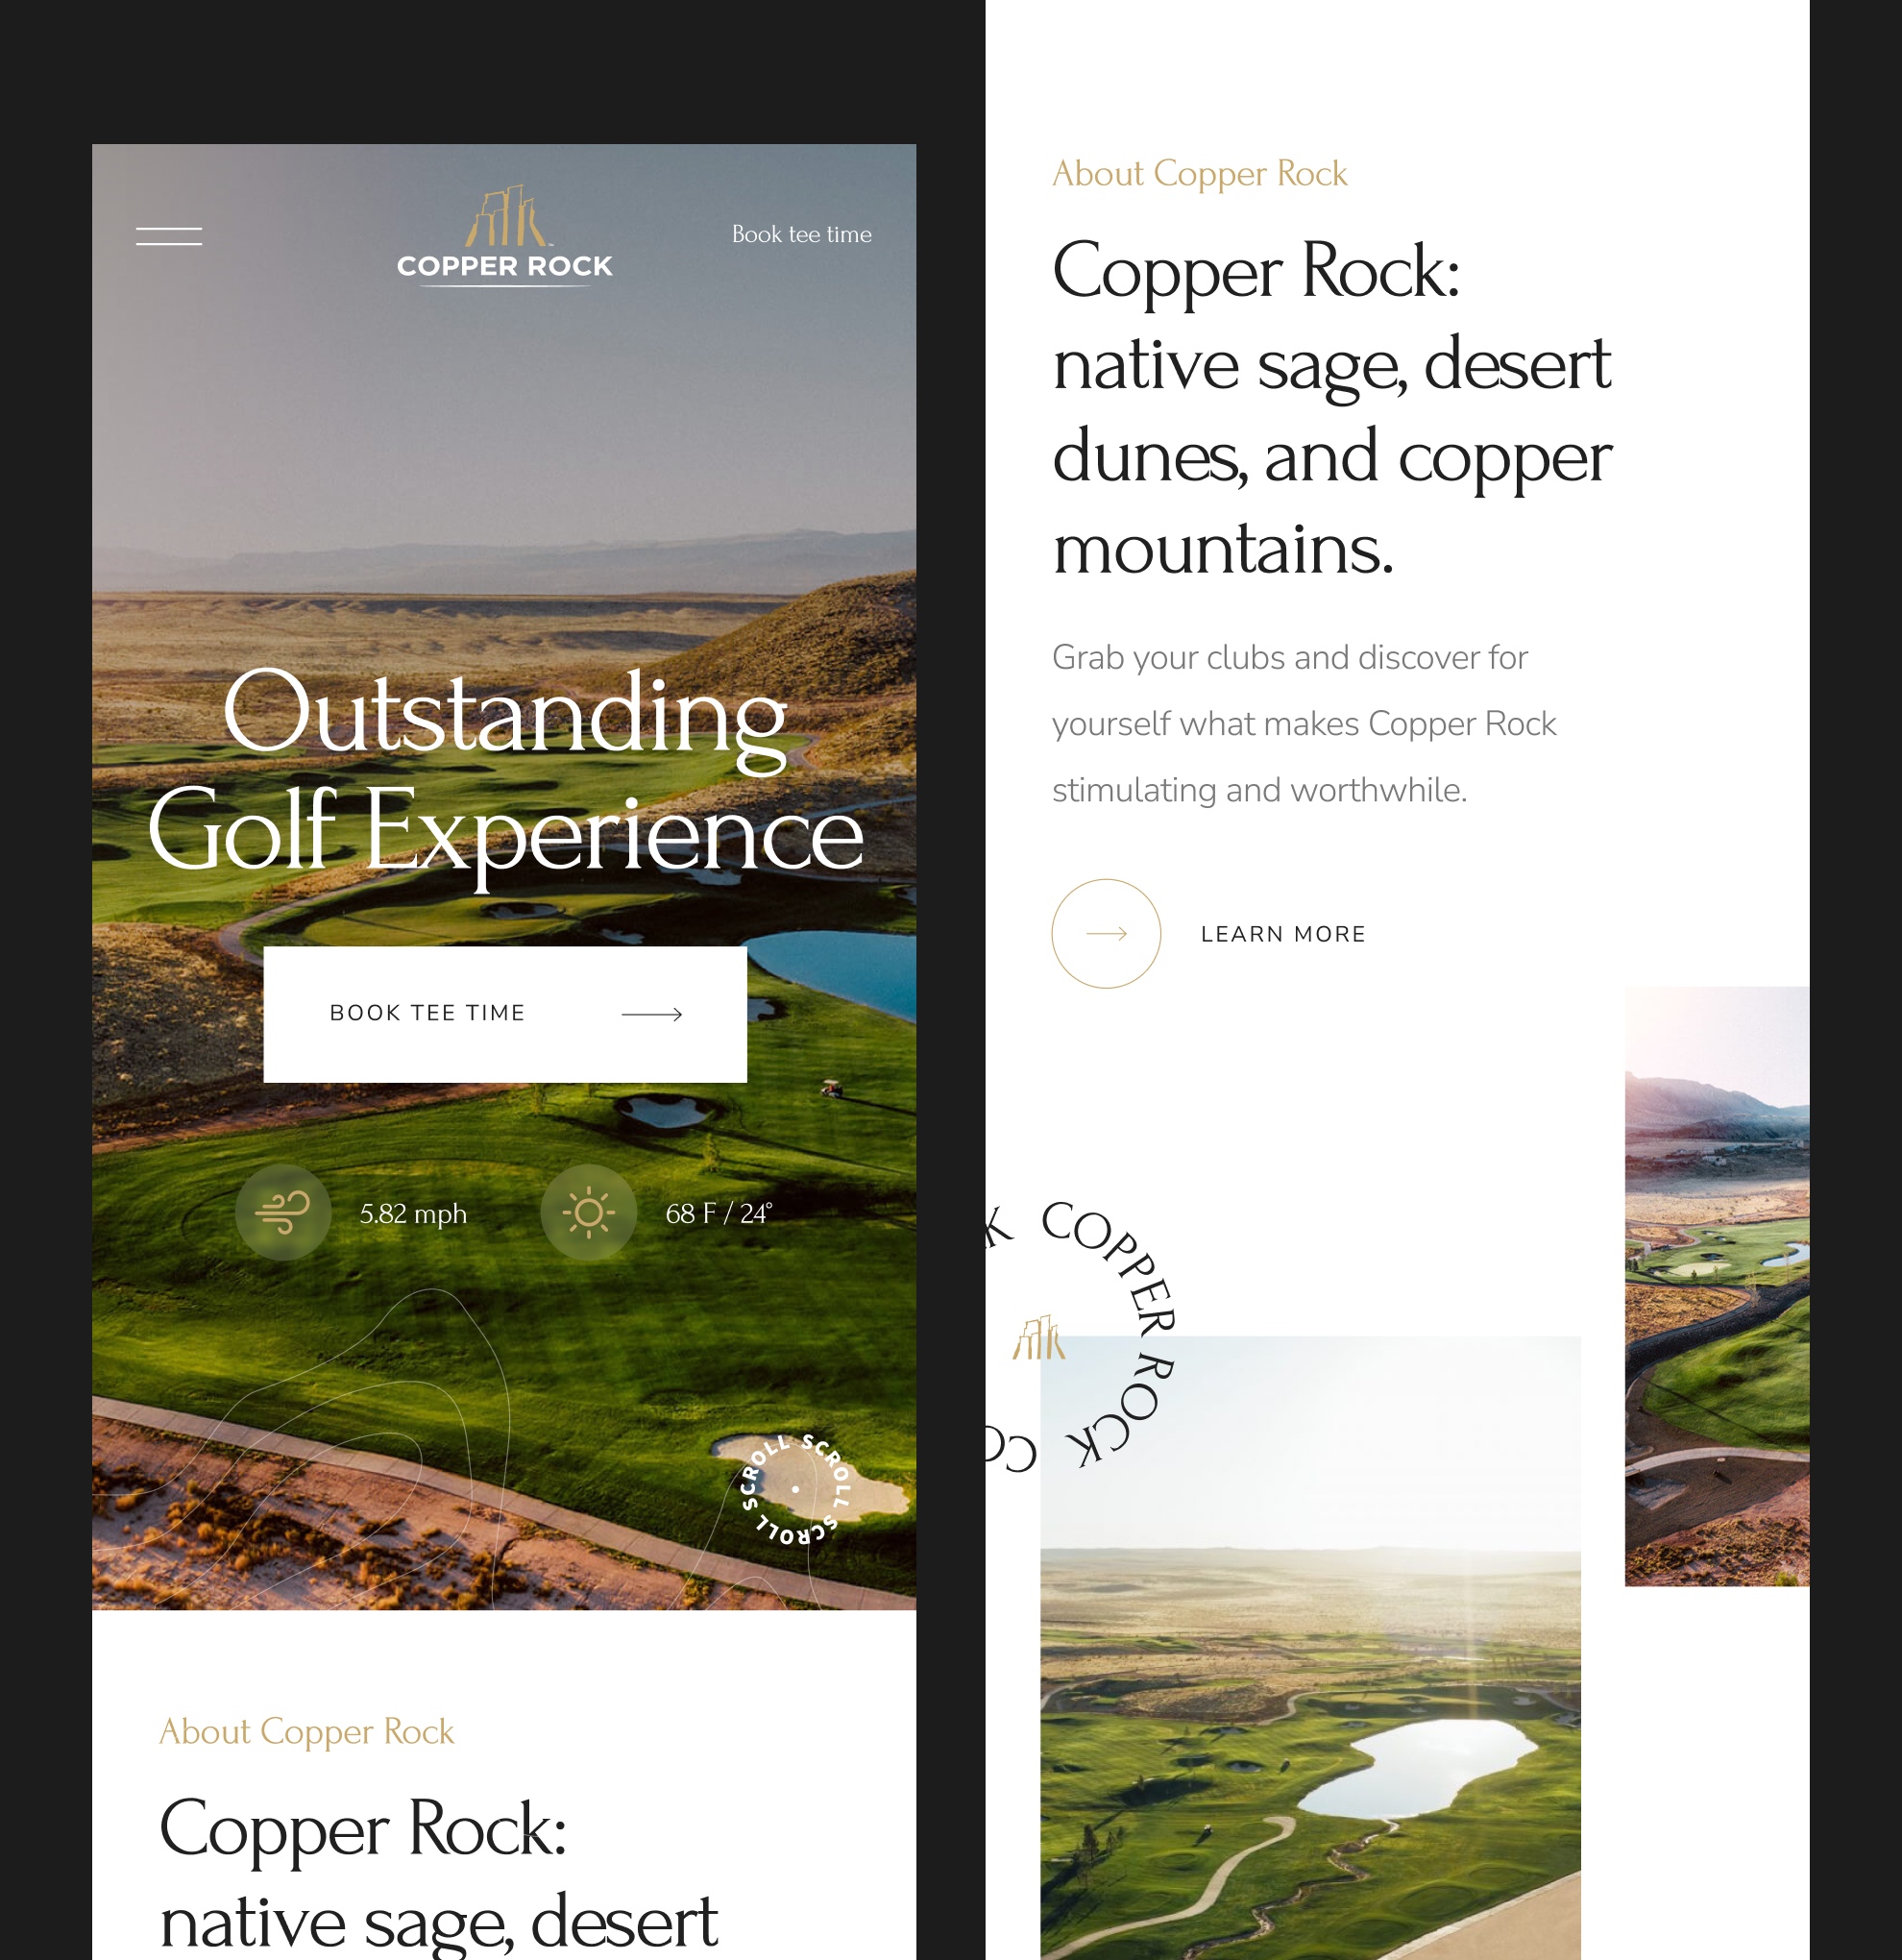 COPPER ROCK
Book tee time
Outstanding
Golf Experience
BOOK TEE TIME
5.82 mph
68 F / 24°
SCROLL SCROLL SCROLL SCROLL
About Copper Rock
Copper Rock:
native sage, desert
About Copper Rock
Copper Rock:
native sage, desert
dunes, and copper
mountains.
Grab your clubs and discover for
yourself what makes Copper Rock
stimulating and worthwhile.
LEARN MORE
K COPPER ROCK CO